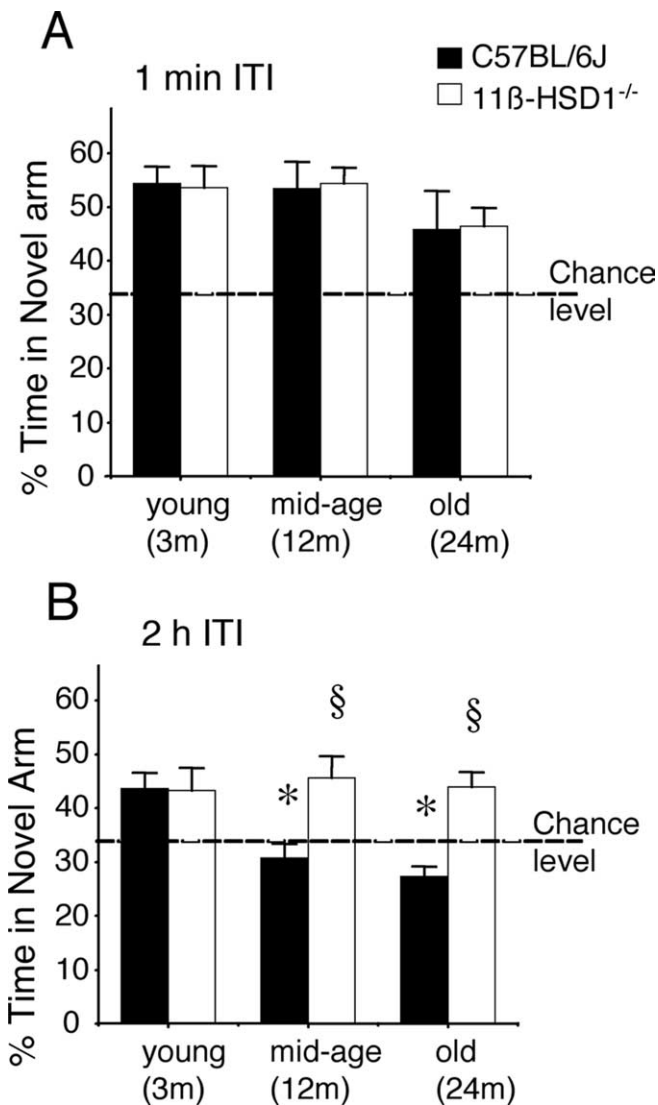 A
1 min ITI
C57BL/6J
11ß-HSD1-/-
% Time in Novel arm
60
50
40
30
20
10
0
Chance
level
young
(3m)
mid-age
(12m)
old
(24m)
B
2 h ITI
% Time in Novel Arm
60
50
40
30
20
10
0
§
§
*
*
Chance
level
young
(3m)
mid-age
(12m)
old
(24m)